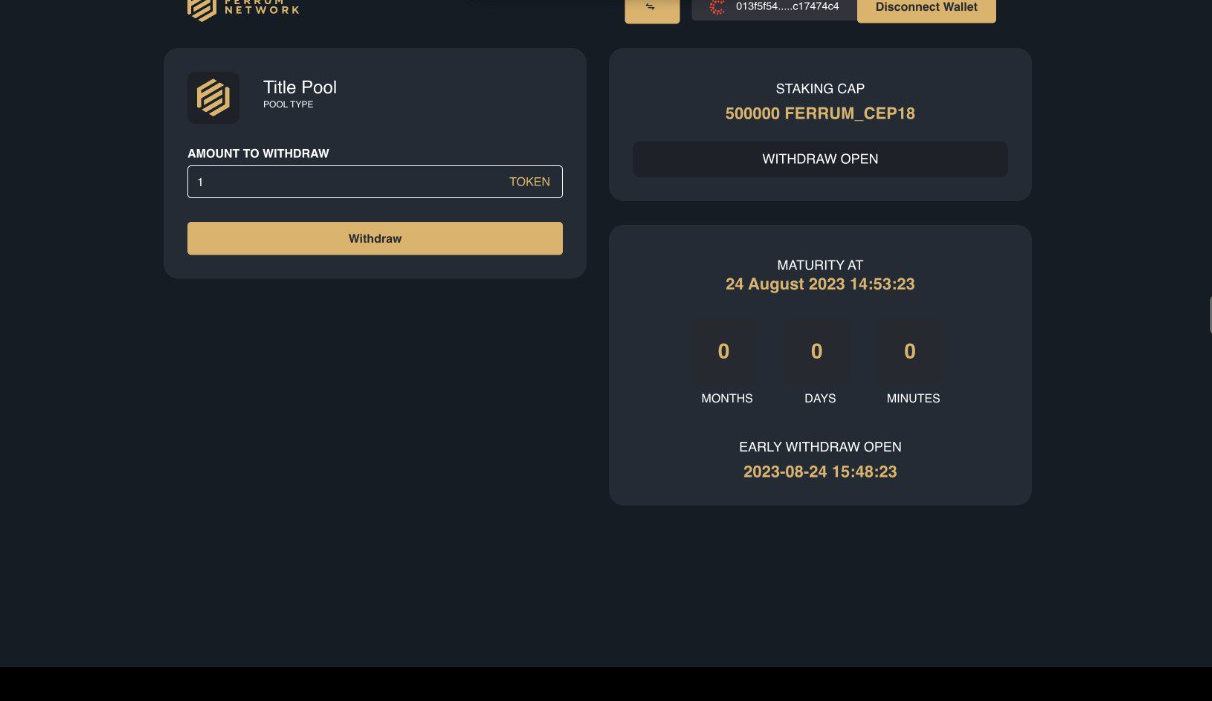 FERRUM
NETWORK
013f5f54.....c17474c4
Disconnect Wallet
Title Pool
POOL TYPE
AMOUNT TO WITHDRAW
1
TOKEN
Withdraw
STAKING CAP
500000 FERRUM_CEP18
WITHDRAW OPEN
MATURITY AT
24 August 2023 14:53:23
0
0
0
MONTHS
DAYS
MINUTES
EARLY WITHDRAW OPEN
2023-08-24 15:48:23